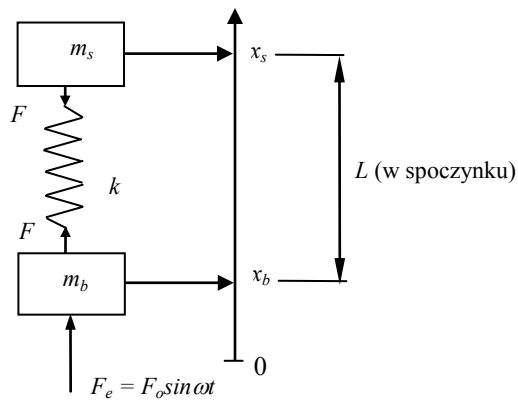 m_s
x_s
F
k
L (w spoczynku)
F
m_b
x_b
0
F_e = F_o sin ωt